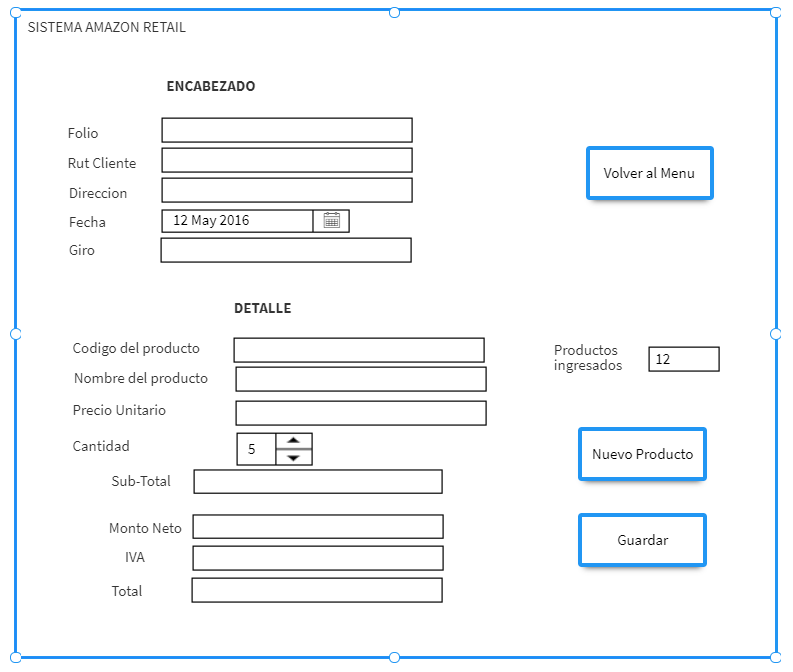 SISTEMA AMAZON RETAIL
ENCABEZADO
Folio
Rut Cliente
Direccion
Fecha 12 May 2016
Giro
Volver al Menu
DETALLE
Codigo del producto
Nombre del producto
Precio Unitario
Cantidad 5
Sub-Total
Monto Neto
IVA
Total
Productos
ingresados
12
Nuevo Producto
Guardar